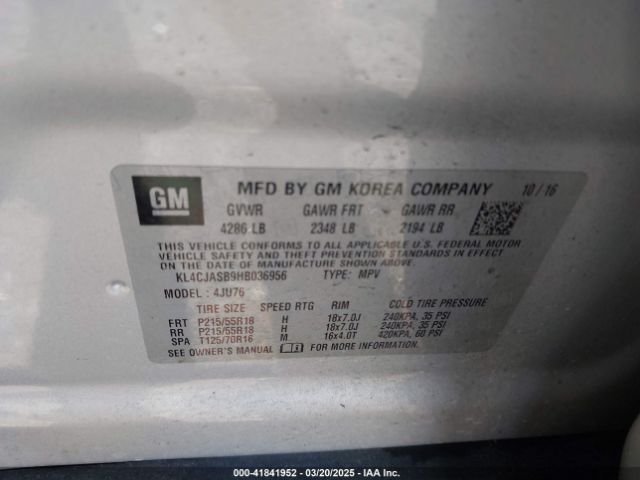 GM
MFD BY GM KOREA COMPANY 10/16
GVWR GAWR FRT GAWR RR
4286 LB 2348 LB 2194 LB
THIS VEHICLE CONFORMS TO ALL APPLICABLE U.S. FEDERAL MOTOR
VEHICLE SAFETY AND THEFT PREVENTION STANDARDS IN EFFECT
ON THE DATE OF MANUFACTURE SHOWN ABOVE.
KL4CJASB9HB036956 TYPE: MPV
MODEL: 4JU76
TIRE SIZE SPEED RTG RIM COLD TIRE PRESSURE
FRT P215/55R18 H 18x7.0J 240KPA, 35 PSI
RR P215/55R18 H 18x7.0J 240KPA, 35 PSI
SPA T125/70R16 M 16x4.0T 420KPA, 60 PSI
SEE OWNER'S MANUAL FOR MORE INFORMATION.
000-41841952 — 03/20/2025 — IAA Inc.